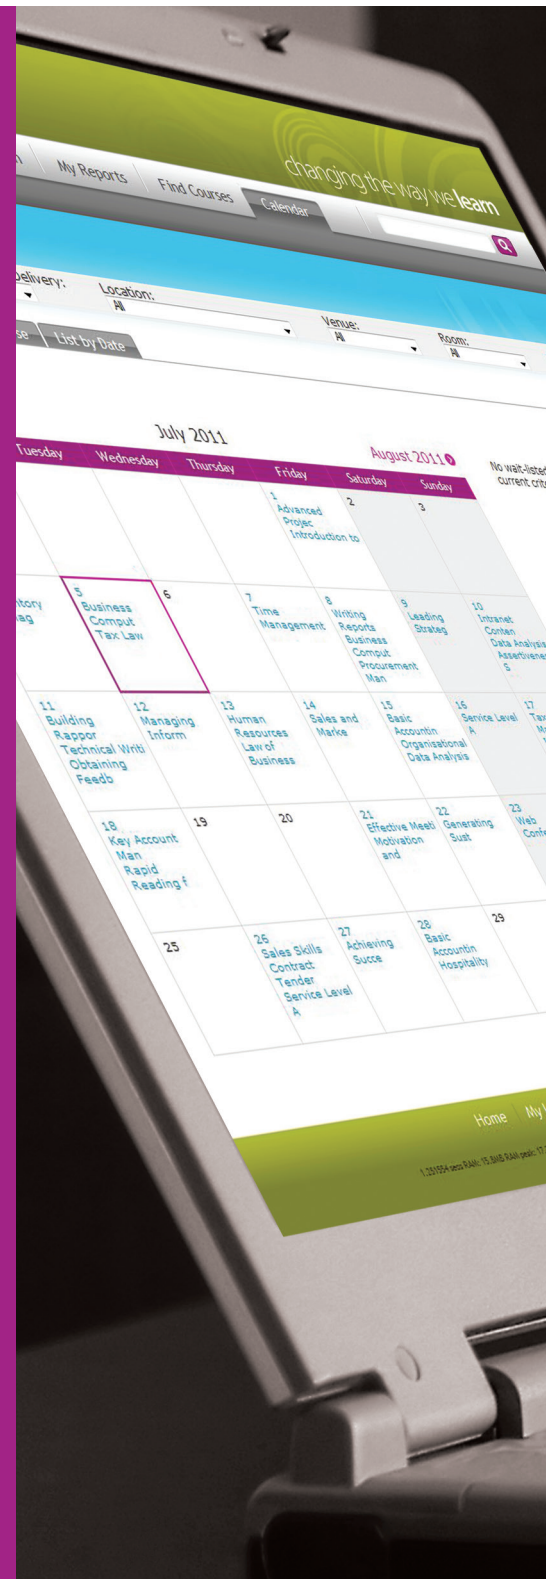 changing the way we learn
My Reports
Find Courses
Calendar
Delivery:
Location:
All
Venue:
All
Room:
All
List by Date
July 2011
August 2011
No wait-listed
current
Tuesday
Wednesday
Thursday
Friday
Saturday
Sunday
1
Advanced
Projec
Introduction to
2
3
5
Business
Comput
Tax Law
6
7
Time
Management
8
Writing
Reports
Business
Comput
Procurement
Man
9
Leading
Strateg
10
Intranet
Conten
Data Analysis
S
11
Building
Rappor
Technical Writi
Obtaining
Feedb
12
Managing
Inform
13
Human
Resources
Law of
Business
14
Sales and
Marke
15
Basic
Accountin
Organisational
Data Analysis
16
Service Level
A
17
18
Key Account
Man
Rapid
Reading f
19
20
21
Effective Meeti
Motivation
and
22
Generating
Sust
23
Web
Confe
25
26
Sales Skills
Contract
Tender
Service Level
A
27
Achieving
Succe
28
Basic
Accountin
Hospitality
29
Home
My